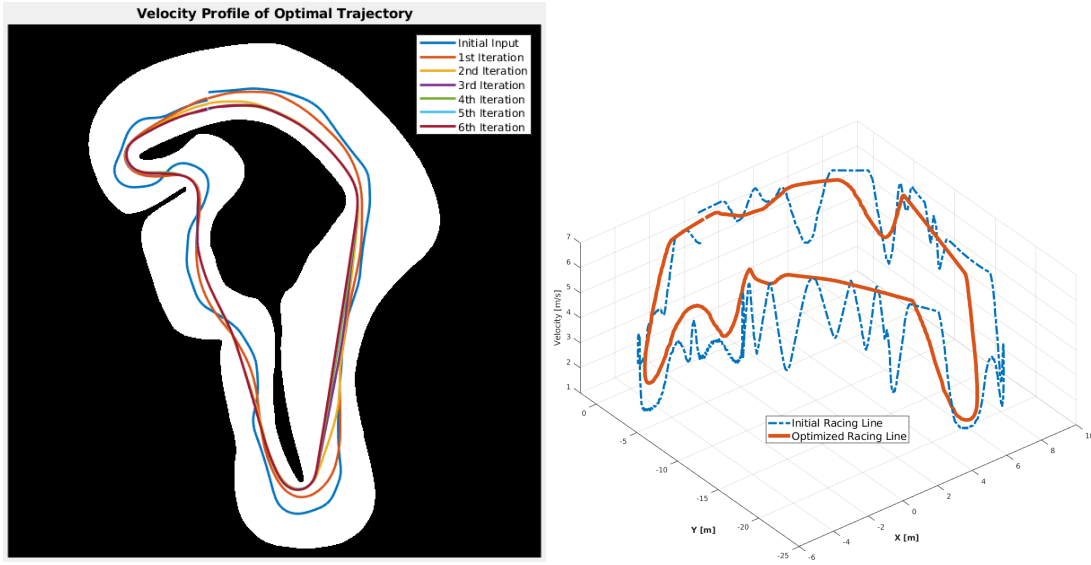 Velocity Profile of Optimal Trajectory
Initial Input
1st Iteration
2nd Iteration
3rd Iteration
4th Iteration
5th Iteration
6th Iteration
7
6
5
4
3
2
1
Velocity [m/s]
0
-5
-10
-15
-20
-25
Y [m]
-6
-4
-2
0
2
4
6
8
10
X [m]
Initial Racing Line
Optimized Racing Line